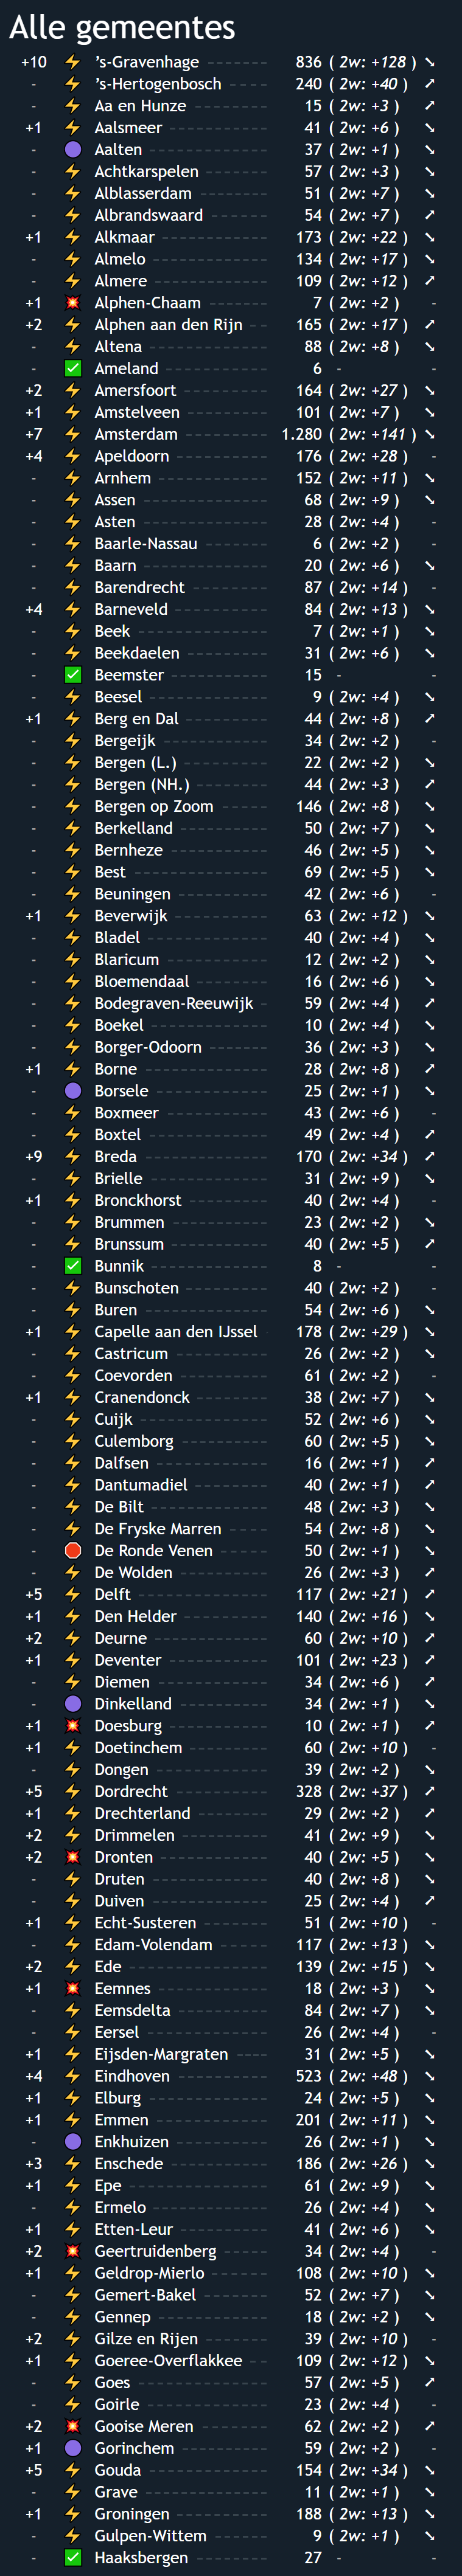 Alle gemeentes
+10 's-Gravenhage 836 ( 2w: +128 )
- 's-Hertogenbosch 240 ( 2w: +40 )
- Aa en Hunze 15 ( 2w: +3 )
+1 Aalsmeer 41 ( 2w: +6 )
- Aalten 37 ( 2w: +1 )
- Achtkarspelen 57 ( 2w: +3 )
- Alblasserdam 51 ( 2w: +7 )
- Albrandswaard 54 ( 2w: +7 )
+1 Alkmaar 173 ( 2w: +22 )
- Almelo 134 ( 2w: +17 )
- Almere 109 ( 2w: +12 )
+1 Alphen-Chaam 7 ( 2w: +2 ) -
+2 Alphen aan den Rijn 165 ( 2w: +17 )
- Altena 88 ( 2w: +8 )
- Ameland 6 - -
+2 Amersfoort 164 ( 2w: +27 )
+1 Amstelveen 101 ( 2w: +7 )
+7 Amsterdam 1.280 ( 2w: +141 )
+4 Apeldoorn 176 ( 2w: +28 ) -
- Arnhem 152 ( 2w: +11 )
- Assen 68 ( 2w: +9 )
- Asten 28 ( 2w: +4 ) -
- Baarle-Nassau 6 ( 2w: +2 ) -
- Baarn 20 ( 2w: +6 )
- Barendrecht 87 ( 2w: +14 ) -
+4 Barneveld 84 ( 2w: +13 )
- Beek 7 ( 2w: +1 )
- Beekdaelen 31 ( 2w: +6 )
- Beemster 15 - -
- Beesel 9 ( 2w: +4 )
+1 Berg en Dal 44 ( 2w: +8 )
- Bergeijk 34 ( 2w: +2 ) -
- Bergen (L.) 22 ( 2w: +2 )
- Bergen (NH.) 44 ( 2w: +3 )
- Bergen op Zoom 146 ( 2w: +8 )
- Berkelland 50 ( 2w: +7 )
- Bernheze 46 ( 2w: +5 )
- Best 69 ( 2w: +5 )
- Beuningen 42 ( 2w: +6 ) -
+1 Beverwijk 63 ( 2w: +12 )
- Bladel 40 ( 2w: +4 )
- Blaricum 12 ( 2w: +2 )
- Bloemendaal 16 ( 2w: +6 )
- Bodegraven-Reeuwijk 59 ( 2w: +4 )
- Boekel 10 ( 2w: +4 )
- Borger-Odoorn 36 ( 2w: +3 )
+1 Borne 28 ( 2w: +8 )
- Borsele 25 ( 2w: +1 )
- Boxmeer 43 ( 2w: +6 ) -
- Boxtel 49 ( 2w: +4 )
+9 Breda 170 ( 2w: +34 )
- Brielle 31 ( 2w: +9 )
+1 Bronckhorst 40 ( 2w: +4 ) -
- Brummen 23 ( 2w: +2 )
- Brunssum 40 ( 2w: +5 )
- Bunnik 8 - -
- Bunschoten 40 ( 2w: +2 ) -
- Buren 54 ( 2w: +6 )
+1 Capelle aan den IJssel 178 ( 2w: +29 )
- Castricum 26 ( 2w: +2 )
- Coevorden 61 ( 2w: +2 ) -
+1 Cranendonck 38 ( 2w: +7 )
- Cuijk 52 ( 2w: +6 )
- Culemborg 60 ( 2w: +5 )
- Dalfsen 16 ( 2w: +1 )
- Dantumadiel 40 ( 2w: +1 )
- De Bilt 48 ( 2w: +3 )
- De Fryske Marren 54 ( 2w: +8 )
- De Ronde Venen 50 ( 2w: +1 )
- De Wolden 26 ( 2w: +3 )
+5 Delft 117 ( 2w: +21 )
+1 Den Helder 140 ( 2w: +16 )
+2 Deurne 60 ( 2w: +10 )
+1 Deventer 101 ( 2w: +23 )
- Diemen 34 ( 2w: +6 )
- Dinkelland 34 ( 2w: +1 )
+1 Doesburg 10 ( 2w: +1 )
+1 Doetinchem 60 ( 2w: +10 ) -
- Dongen 39 ( 2w: +2 )
+5 Dordrecht 328 ( 2w: +37 )
+1 Drechterland 29 ( 2w: +2 )
+2 Drimmelen 41 ( 2w: +9 )
+2 Dronten 40 ( 2w: +5 )
- Druten 40 ( 2w: +8 )
- Duiven 25 ( 2w: +4 )
+1 Echt-Susteren 51 ( 2w: +10 ) -
- Edam-Volendam 117 ( 2w: +13 )
+2 Ede 139 ( 2w: +15 )
+1 Eemnes 18 ( 2w: +3 )
- Eemsdelta 84 ( 2w: +7 )
- Eersel 26 ( 2w: +4 ) -
+1 Eijsden-Margraten 31 ( 2w: +5 )
+4 Eindhoven 523 ( 2w: +48 )
+1 Elburg 24 ( 2w: +5 )
+1 Emmen 201 ( 2w: +11 )
- Enkhuizen 26 ( 2w: +1 )
+3 Enschede 186 ( 2w: +26 )
+1 Epe 61 ( 2w: +9 )
- Ermelo 26 ( 2w: +4 )
+1 Etten-Leur 41 ( 2w: +6 )
+2 Geertruidenberg 34 ( 2w: +4 ) -
+1 Geldrop-Mierlo 108 ( 2w: +10 )
- Gemert-Bakel 52 ( 2w: +7 )
- Gennep 18 ( 2w: +2 )
+2 Gilze en Rijen 39 ( 2w: +10 ) -
+1 Goeree-Overflakkee 109 ( 2w: +12 )
- Goes 57 ( 2w: +5 )
- Goirle 23 ( 2w: +4 ) -
+2 Gooise Meren 62 ( 2w: +2 )
+1 Gorinchem 59 ( 2w: +2 ) -
+5 Gouda 154 ( 2w: +34 )
- Grave 11 ( 2w: +1 )
+1 Groningen 188 ( 2w: +13 )
- Gulpen-Wittem 9 ( 2w: +1 )
- Haaksbergen 27 - -